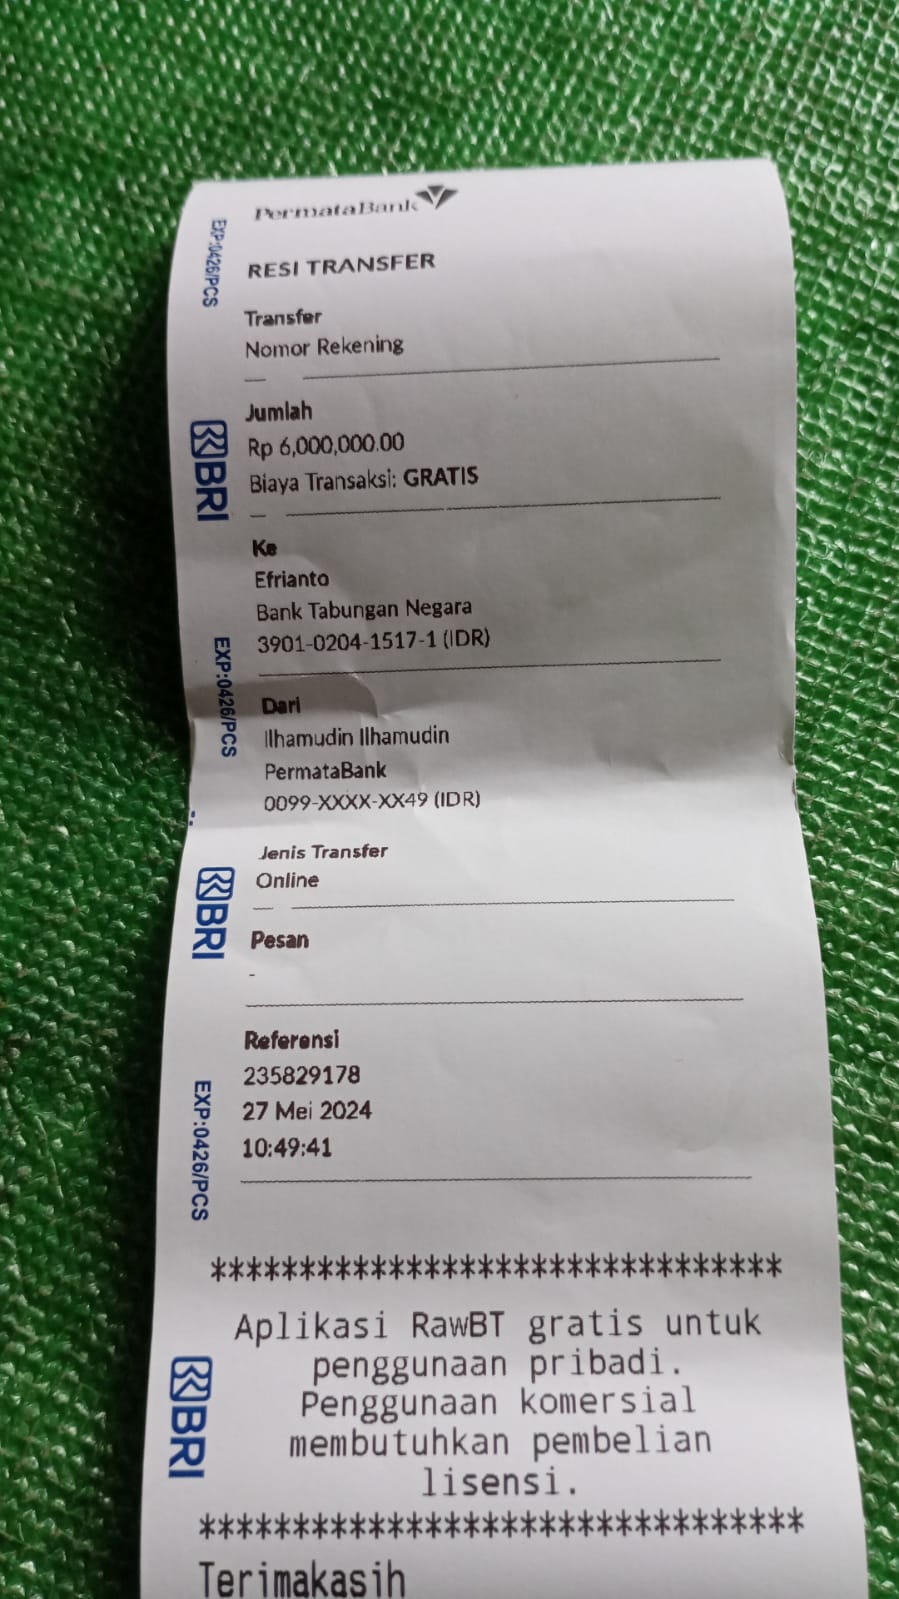 PermataBank
RESI TRANSFER
Transfer
Nomor Rekening
Jumlah
Rp 6,000,000.00
Biaya Transaksi: GRATIS
Ke
Efrianto
Bank Tabungan Negara
3901-0204-1517-1 (IDR)
Dari
Ilhamudin Ilhamudin
PermataBank
0099-XXXX-XX49 (IDR)
Jenis Transfer
Online
Pesan
-
Referensi
235829178
27 Mei 2024
10:49:41
********************************
Aplikasi RawBT gratis untuk
penggunaan pribadi.
Penggunaan komersial
membutuhkan pembelian
lisensi.
********************************
Terimakasih
EXP:0426/PCS
BRI
EXP:0426/PCS
BRI
EXP:0426/PCS
BRI